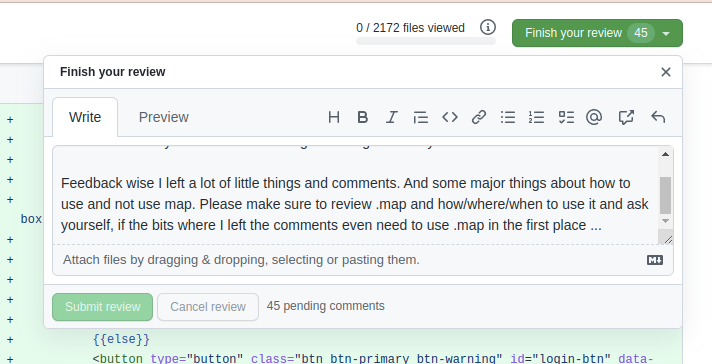 0 / 2172 files viewed
Finish your review 45
Finish your review
Write
Preview
Feedback wise I left a lot of little things and comments. And some major things about how to
use and not use map. Please make sure to review .map and how/where/when to use it and ask
yourself, if the bits where I left the comments even need to use .map in the first place ...
Attach files by dragging & dropping, selecting or pasting them.
Submit review
Cancel review
45 pending comments
+
+
+
+
+
box
+
+
+
+
+
+ {{else}}
+ <button type="button" class="btn btn-primary btn-warning" id="login-btn" data-